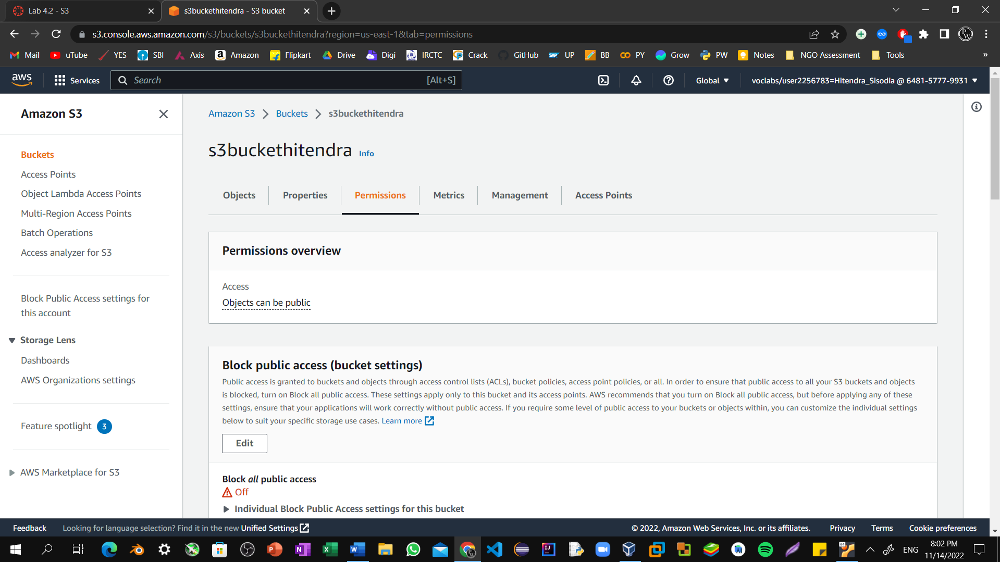 Lab 4.2 - S3
s3buckethitendra - S3 bucket
s3.console.aws.amazon.com/s3/buckets/s3buckethitendra?region=us-east-1&tab=permissions
Mail uTube YES SBI Axis Amazon Flipkart Drive Digi IRCTC Crack GitHub UP BB PY Grow PW Notes NGO Assessment Tools »
aws Services Search [Alt+S] Global voclabs/user2256783=Hitendra_Sisodia @ 6481-5777-9931
Amazon S3
Buckets
Access Points
Object Lambda Access Points
Multi-Region Access Points
Batch Operations
Access analyzer for S3
Block Public Access settings for
this account
Storage Lens
Dashboards
AWS Organizations settings
Feature spotlight 3
AWS Marketplace for S3
Amazon S3 > Buckets > s3buckethitendra
s3buckethitendra Info
Objects Properties Permissions Metrics Management Access Points
Permissions overview
Access
Objects can be public
Block public access (bucket settings)
Public access is granted to buckets and objects through access control lists (ACLs), bucket policies, access point policies, or all. In order to ensure that public access to all your S3 buckets and objects
is blocked, turn on Block all public access. These settings apply only to this bucket and its access points. AWS recommends that you turn on Block all public access, but before applying any of these
settings, ensure that your applications will work correctly without public access. If you require some level of public access to your buckets or objects within, you can customize the individual settings
below to suit your specific storage use cases. Learn more
Edit
Block all public access
Off
Individual Block Public Access settings for this bucket
Feedback Looking for language selection? Find it in the new Unified Settings © 2022, Amazon Web Services, Inc. or its affiliates. Privacy Terms Cookie preferences
ENG
8:02 PM
11/14/2022